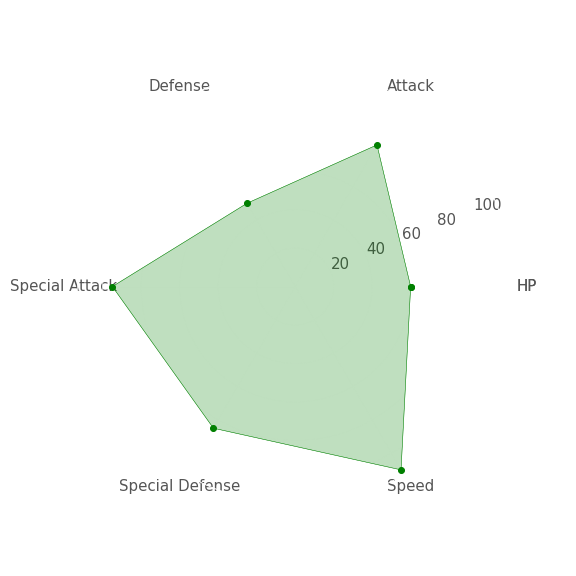 Defense
Attack
100
80
60
40
20
Special Attack
HP
Special Defense
Speed